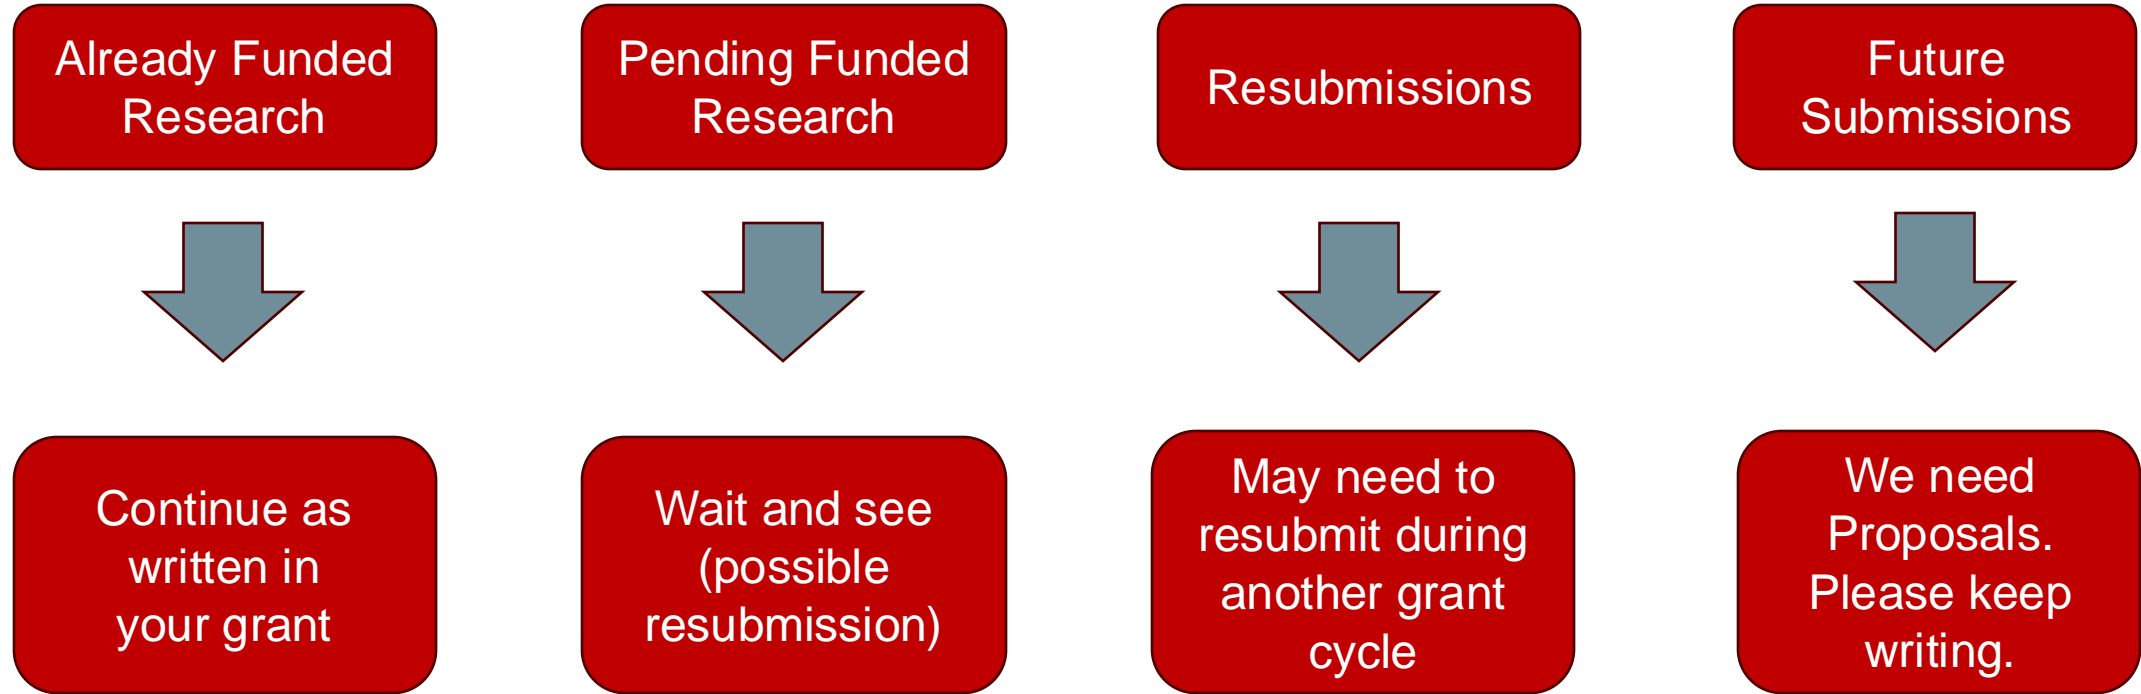 Already Funded
Research
Pending Funded
Research
Resubmissions
Future
Submissions
Continue as
written in
your grant
Wait and see
(possible
resubmission)
May need to
resubmit during
another grant
cycle
We need
Proposals.
Please keep
writing.